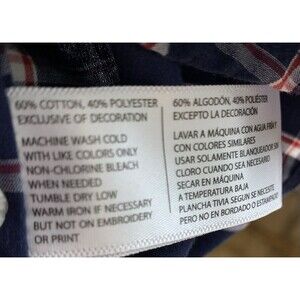 60% COTTON, 40% POLYESTER
EXCLUSIVE OF DECORATION
MACHINE WASH COLD
WITH LIKE COLORS ONLY
NON-CHLORINE BLEACH
WHEN NEEDED
TUMBLE DRY LOW
WARM IRON IF NECESSARY
BUT NOT ON EMBROIDERY
OR PRINT
60% ALGODÓN, 40% POLIÉSTER
EXCEPTO LA DECORACIÓN
LAVAR A MÁQUINA CON AGUA FRÍA Y
CON COLORES SIMILARES
USAR SOLAMENTE BLANQUEADOR SIN
CLORO CUANDO SEA NECESARIO
SECAR EN MÁQUINA
A TEMPERATURA BAJA
PLANCHA TIVIA SEGUN SE NECESITE
PERO NO EN BORDADO O ESTAMPADO